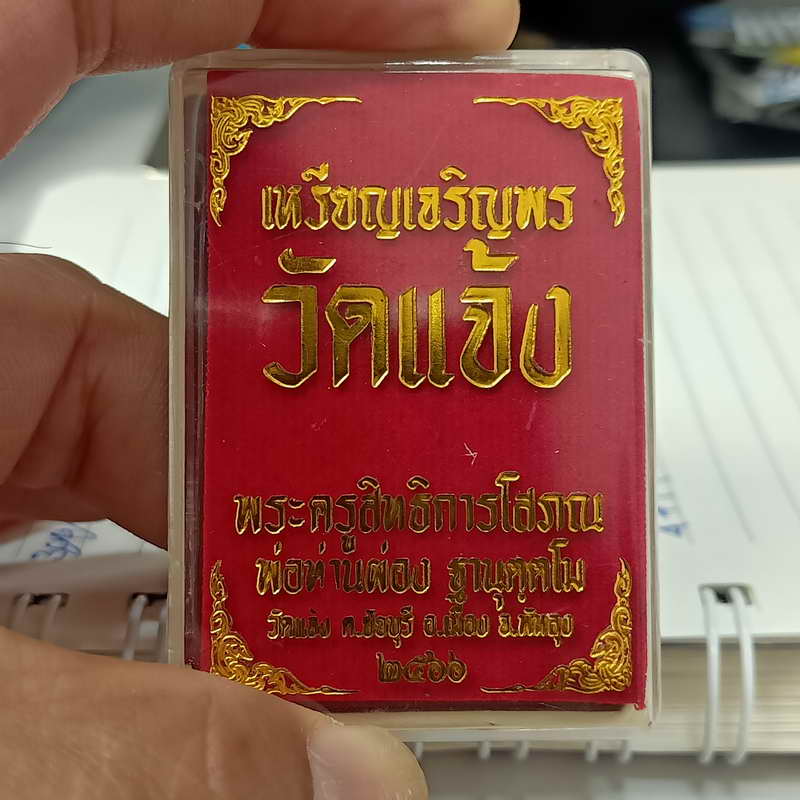 เหรียญเจริญพร
วัดแจ้ง
พระครูสิทธิการโสภณ
พ่อท่านผ่อง ฐานุตฺตโม
วัดแจ้ง ต.ชัยบุรี อ.เมือง จ.พัทลุง
๒๕๖๖